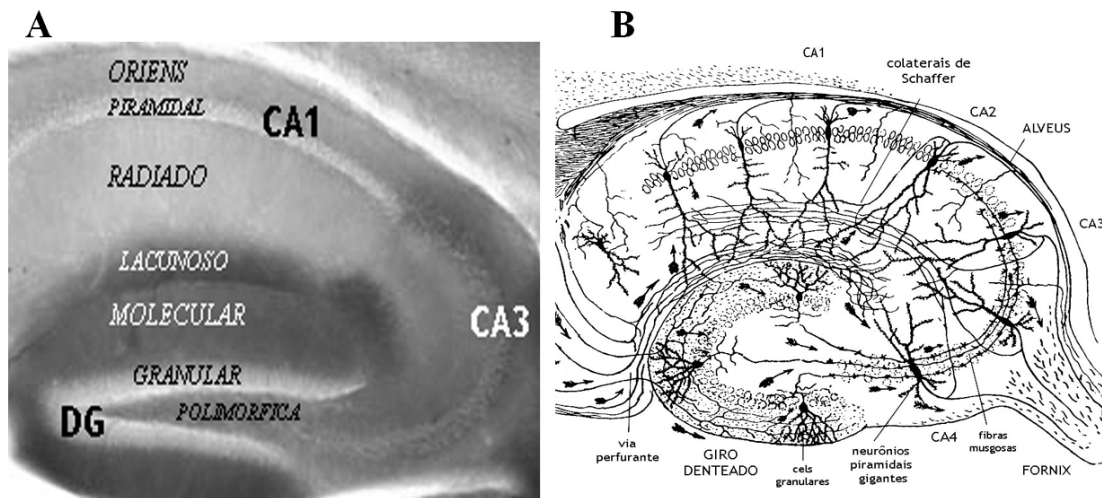 A
ORIENS
PIRAMIDAL
CA1
RADIADO
LACUNOSO
MOLECULAR
CA3
GRANULAR
POLIMORFICA
DG
B
CA1
colaterais de
Schaffer
CA2
ALVEUS
CA3
via
perfurante
GIRO
DENTEADO
cels
granulares
neurônios
piramidais
gigantes
CA4
fibras
musgosas
FORNIX